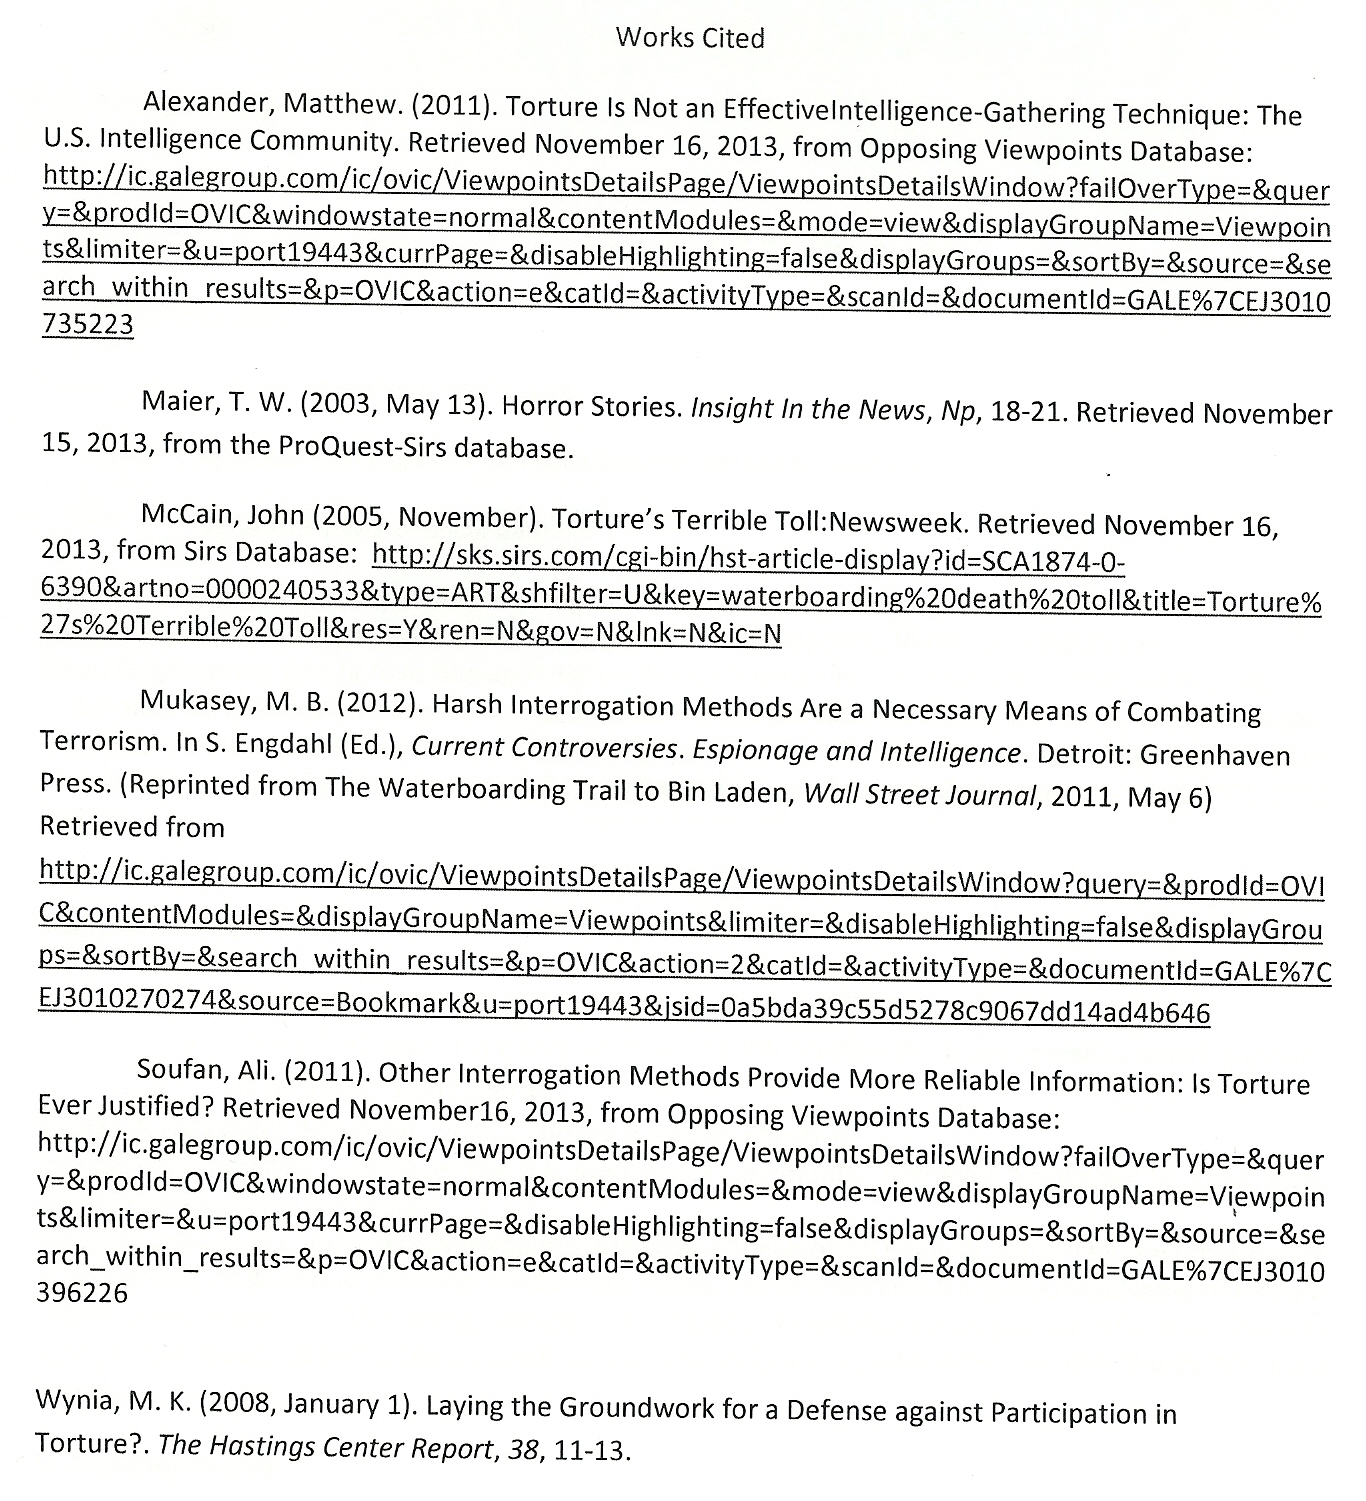 Works Cited
Alexander, Matthew. (2011). Torture Is Not an EffectiveIntelligence-Gathering Technique: The
U.S. Intelligence Community. Retrieved November 16, 2013, from Opposing Viewpoints Database:
http://ic.galegroup.com/ic/ovic/ViewpointsDetailsPage/ViewpointsDetailsWindow?failOverType=&quer
y=&prodId=OVIC&windowstate=normal&contentModules=&mode=view&displayGroupName=Viewpoin
ts&limiter=&u=port19443&currPage=&disableHighlighting=false&displayGroups=&sortBy=&source=&se
arch_within_results=&p=OVIC&action=e&catId=&activityType=&scanId=&documentId=GALE%7CEJ3010
735223
Maier, T. W. (2003, May 13). Horror Stories. Insight In the News, Np, 18-21. Retrieved November
15, 2013, from the ProQuest-Sirs database.
McCain, John (2005, November). Torture's Terrible Toll:Newsweek. Retrieved November 16,
2013, from Sirs Database: http://sks.sirs.com/cgi-bin/hst-article-display?id=SCA1874-0-
6390&artno=0000240533&type=ART&shfilter=U&key=waterboarding%20death%20toll&title=Torture%
27s%20Terrible%20Toll&res=Y&ren=N&gov=N&lnk=N&ic=N
Mukasey, M. B. (2012). Harsh Interrogation Methods Are a Necessary Means of Combating
Terrorism. In S. Engdahl (Ed.), Current Controversies. Espionage and Intelligence. Detroit: Greenhaven
Press. (Reprinted from The Waterboarding Trail to Bin Laden, Wall Street Journal, 2011, May 6)
Retrieved from
http://ic.galegroup.com/ic/ovic/ViewpointsDetailsPage/ViewpointsDetailsWindow?query=&prodId=OVI
C&contentModules=&displayGroupName=Viewpoints&limiter=&disableHighlighting=false&displayGrou
ps=&sortBy=&search_within_results=&p=OVIC&action=2&catId=&activityType=&documentId=GALE%7C
EJ3010270274&source=Bookmark&u=port19443&jsid=0a5bda39c55d5278c9067dd14ad4b646
Soufan, Ali. (2011). Other Interrogation Methods Provide More Reliable Information: Is Torture
Ever Justified? Retrieved November16, 2013, from Opposing Viewpoints Database:
http://ic.galegroup.com/ic/ovic/ViewpointsDetailsPage/ViewpointsDetailsWindow?failOverType=&quer
y=&prodId=OVIC&windowstate=normal&contentModules=&mode=view&displayGroupName=Viewpoin
ts&limiter=&u=port19443&currPage=&disableHighlighting=false&displayGroups=&sortBy=&source=&se
arch_within_results=&p=OVIC&action=e&catId=&activityType=&scanId=&documentId=GALE%7CEJ3010
396226
Wynia, M. K. (2008, January 1). Laying the Groundwork for a Defense against Participation in
Torture?. The Hastings Center Report, 38, 11-13.